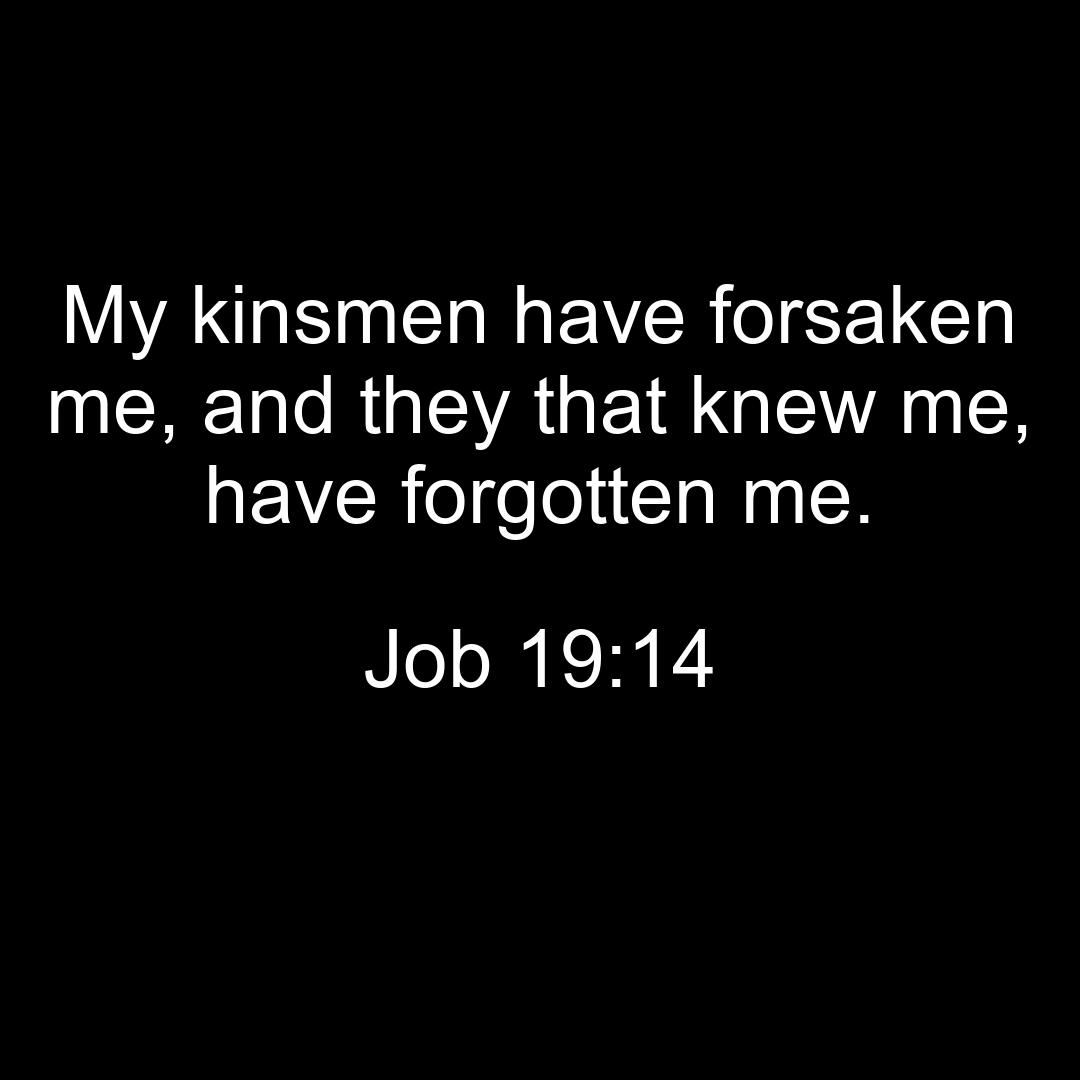 My kinsmen have forsaken
me, and they that knew me,
have forgotten me.
Job 19:14